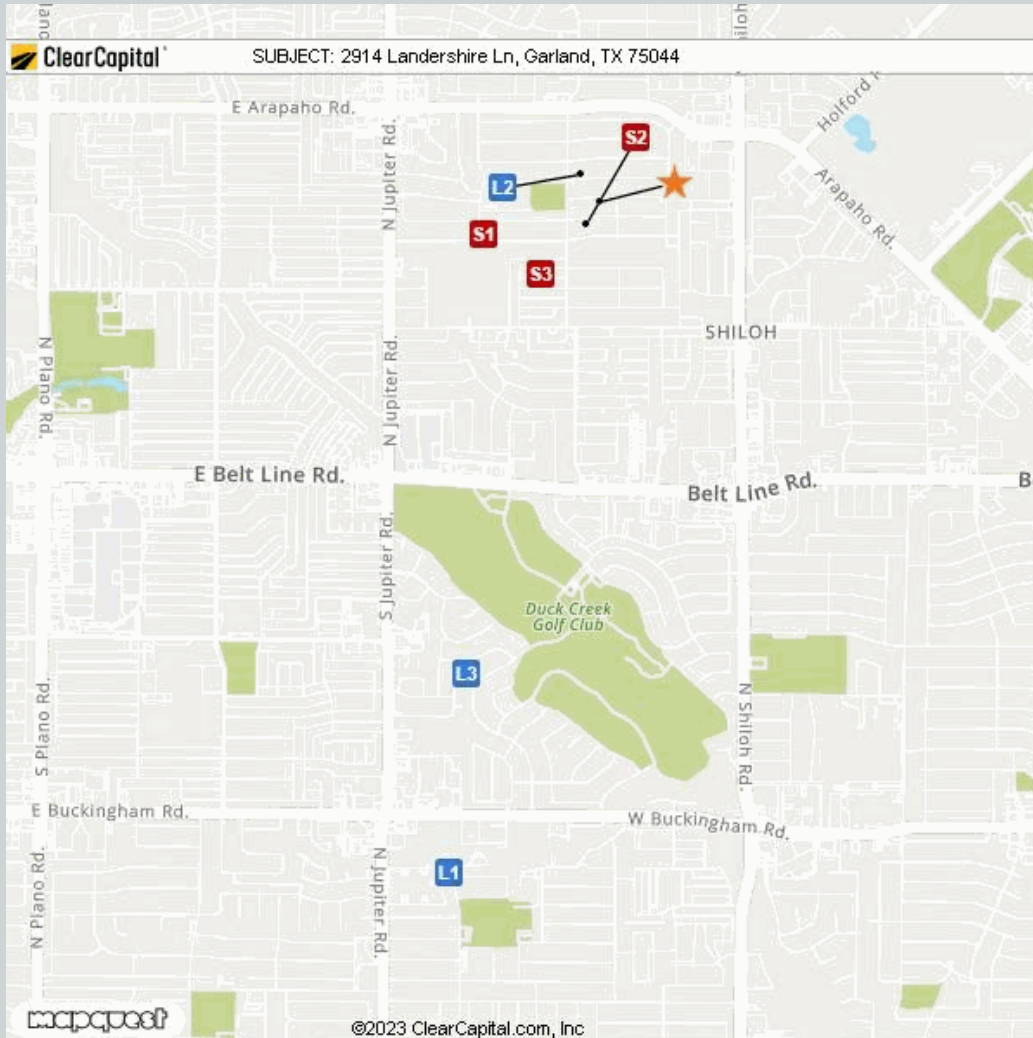 ClearCapital
SUBJECT: 2914 Landershire Ln, Garland, TX 75044
E Arapaho Rd.
Holford R
S2
N Jupiter Rd.
L2
Arapaho Rd.
S1
S3
SHILOH
N Plano Rd.
N Jupiter Rd.
E Belt Line Rd.
Belt Line Rd.
B
S Jupiter Rd.
Duck Creek
Golf Club
L3
S Plano Rd.
N Shiloh Rd.
E Buckingham Rd.
W Buckingham Rd.
L1
N Plano Rd.
N Jupiter Rd.
mapquest
©2023 ClearCapital.com, Inc